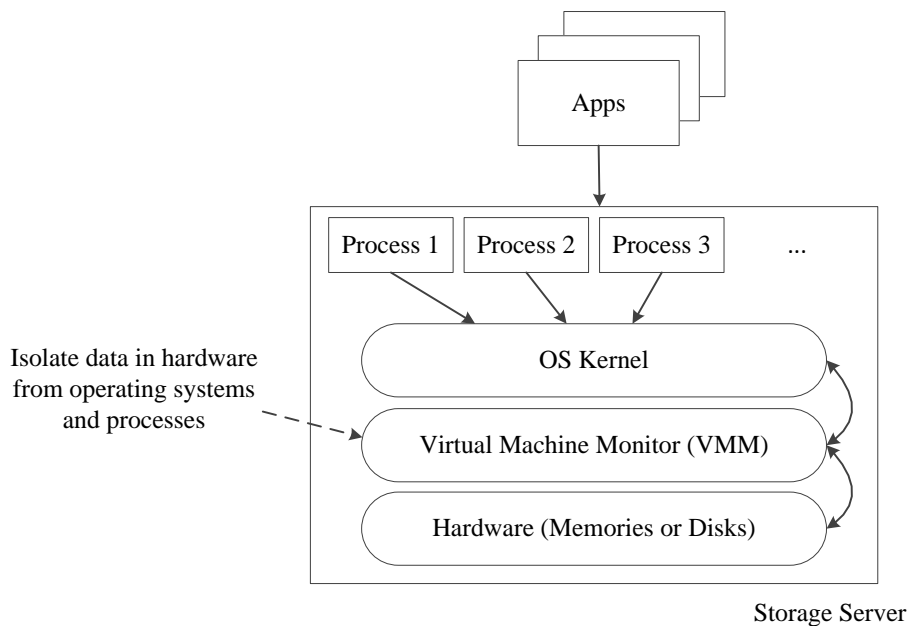 Apps
Process 1
Process 2
Process 3
...
OS Kernel
Isolate data in hardware
from operating systems
and processes
Virtual Machine Monitor (VMM)
Hardware (Memories or Disks)
Storage Server